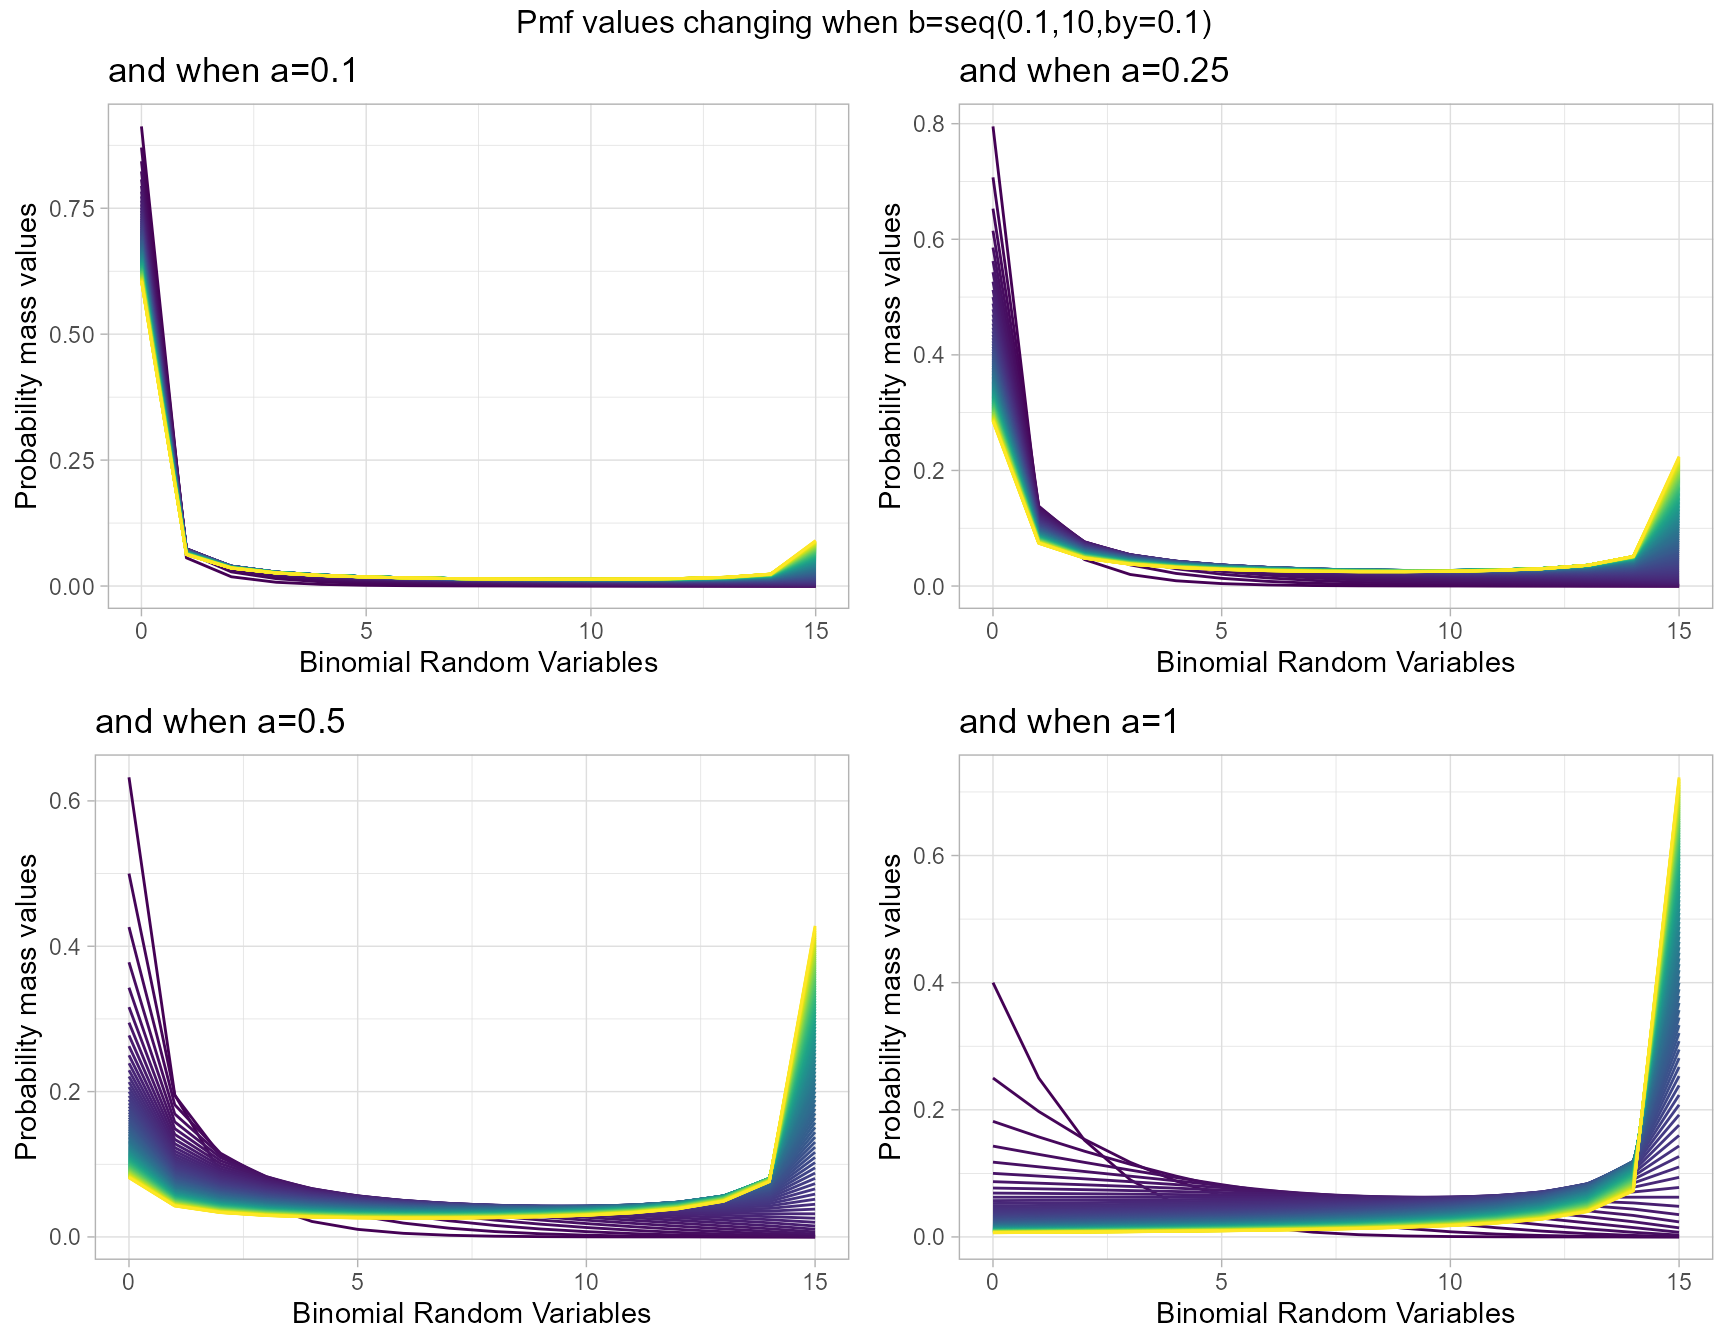 Pmf values changing when b=seq(0.1,10,by=0.1)
and when a=0.1
Probability mass values
0.75
0.50
0.25
0.00
0 5 10 15
Binomial Random Variables
and when a=0.25
Probability mass values
0.8
0.6
0.4
0.2
0.0
0 5 10 15
Binomial Random Variables
and when a=0.5
Probability mass values
0.6
0.4
0.2
0.0
0 5 10 15
Binomial Random Variables
and when a=1
Probability mass values
0.6
0.4
0.2
0.0
0 5 10 15
Binomial Random Variables